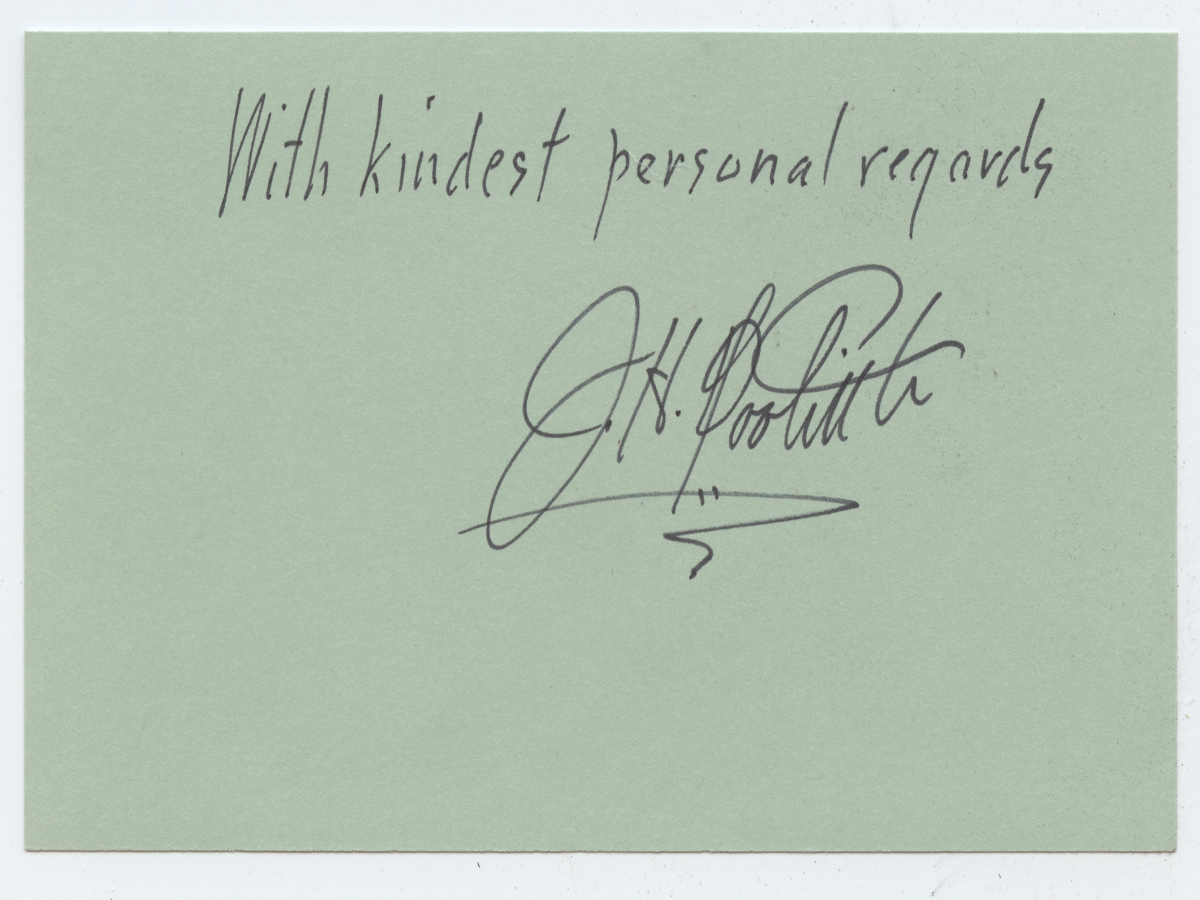 With kindest personal regards
J. H. Doolittle